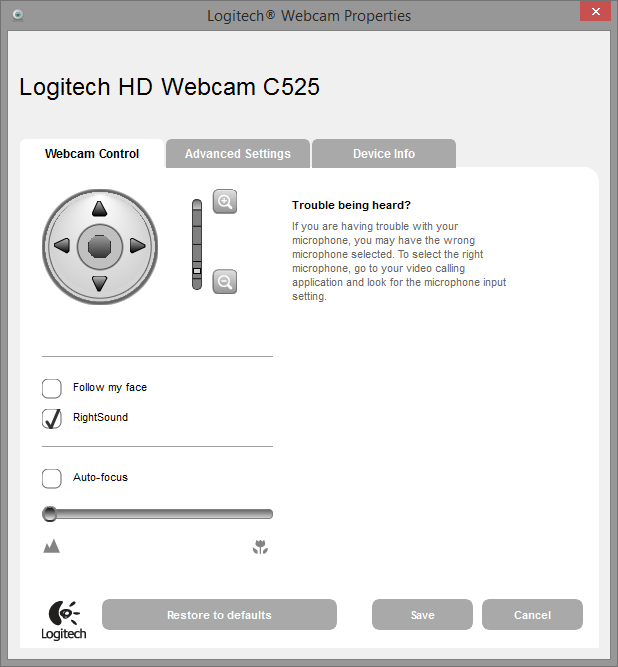 Logitech® Webcam Properties
Logitech HD Webcam C525
Webcam Control
Advanced Settings
Device Info
Trouble being heard?
If you are having trouble with your
microphone, you may have the wrong
microphone selected. To select the right
microphone, go to your video calling
application and look for the microphone input
setting.
Follow my face
RightSound
Auto-focus
Logitech
Restore to defaults
Save
Cancel